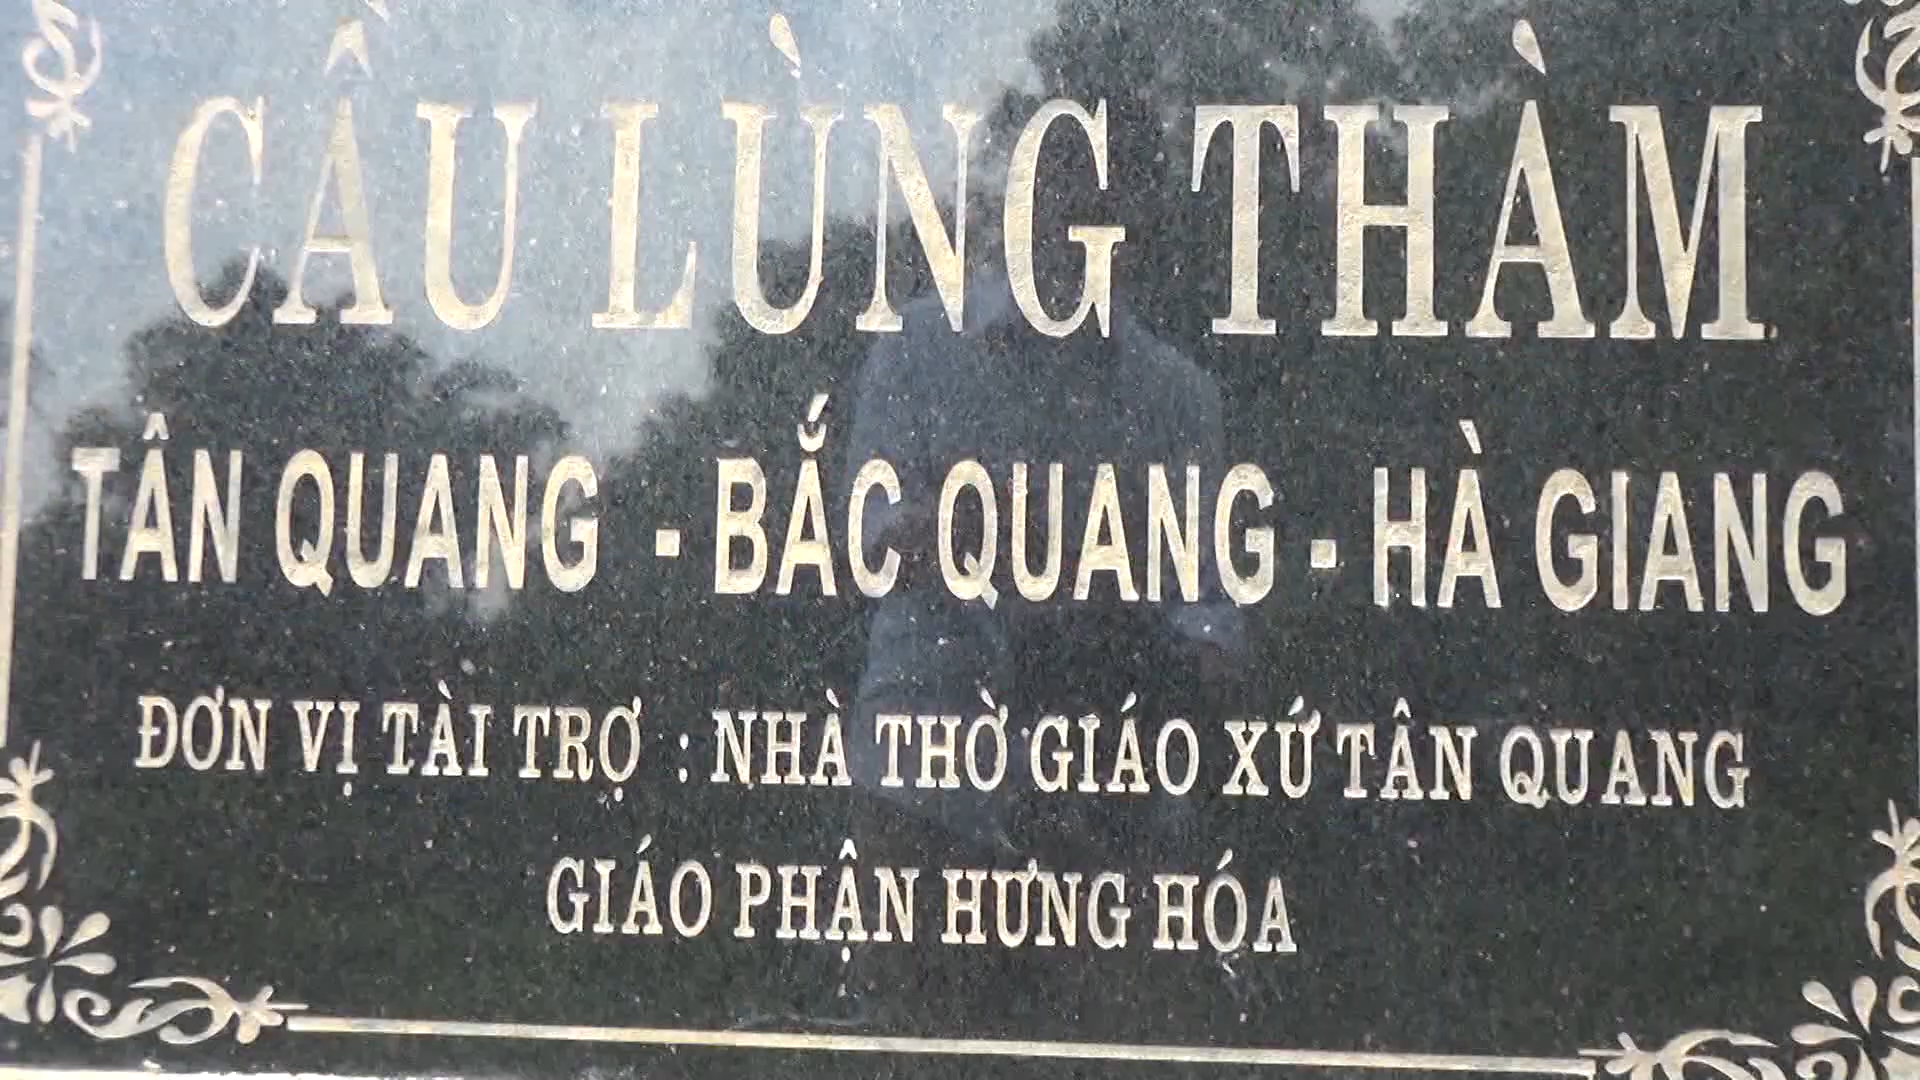 CẦU LÙNG THÀM
TÂN QUANG - BẮC QUANG - HÀ GIANG
ĐƠN VỊ TÀI TRỢ : NHÀ THỜ GIÁO XỨ TÂN QUANG
GIÁO PHẬN HƯNG HÓA